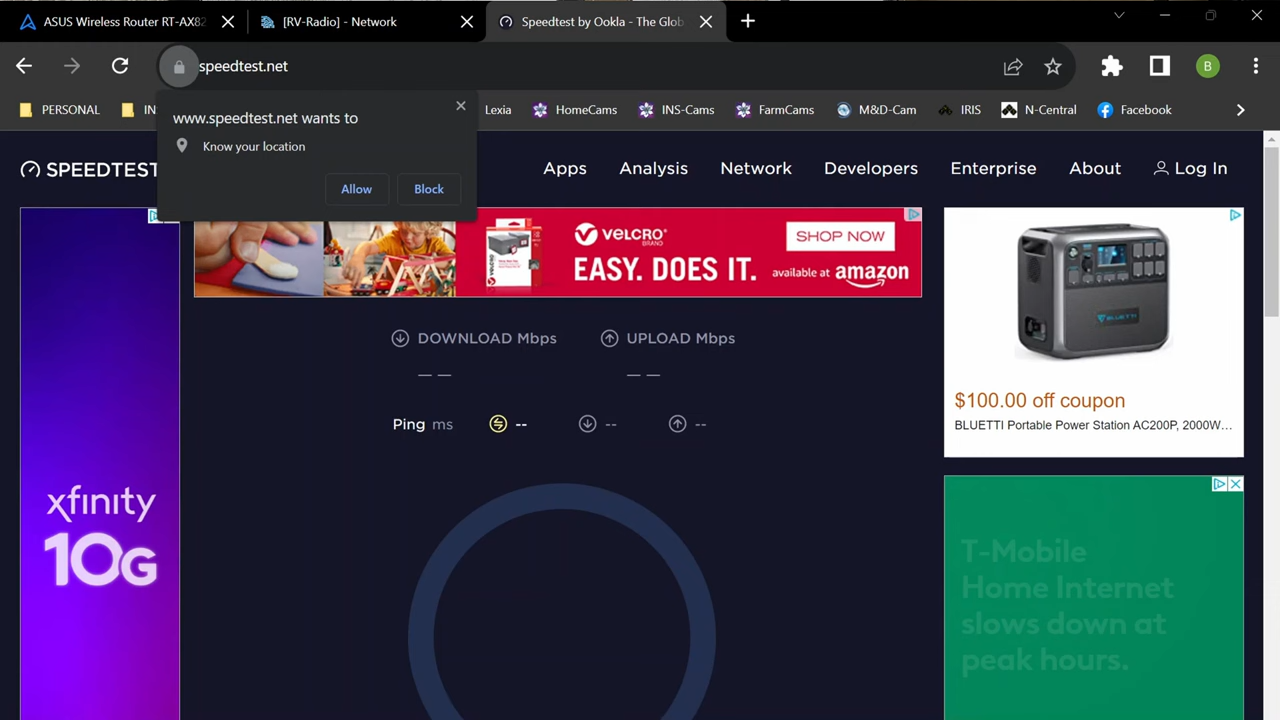 ASUS Wireless Router RT-AX82
[RV-Radio] - Network
Speedtest by Ookla - The Glob
speedtest.net
B
PERSONAL
IN
Lexia
HomeCams
INS-Cams
FarmCams
M&D-Cam
IRIS
N-Central
Facebook
www.speedtest.net wants to
Know your location
Allow
Block
SPEEDTEST
Apps
Analysis
Network
Developers
Enterprise
About
Log In
VELCRO®
BRAND
EASY. DOES IT.
SHOP NOW
available at amazon
DOWNLOAD Mbps
UPLOAD Mbps
— —
— —
Ping ms
--
--
--
BLUETTI
$100.00 off coupon
BLUETTI Portable Power Station AC200P, 2000W...
xfinity
10G
T-Mobile
Home Internet
slows down at
peak hours.